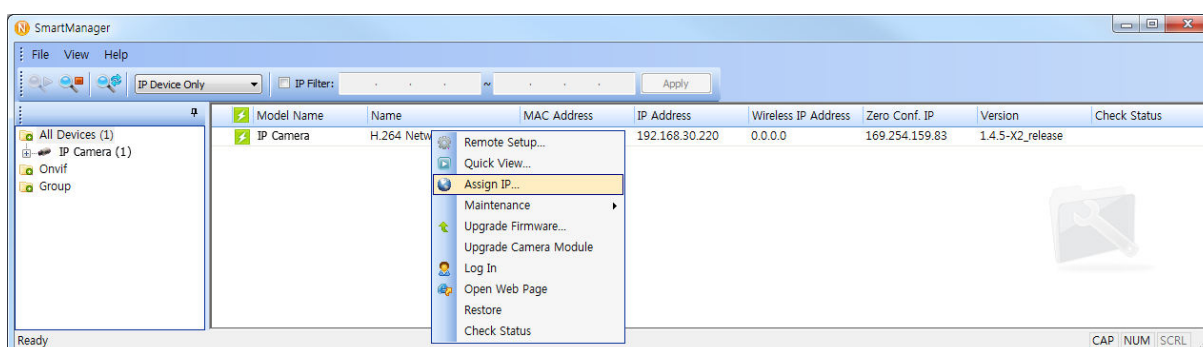 SmartManager
File View Help
IP Device Only IP Filter: . . . ~ . . . Apply
Model Name Name MAC Address IP Address Wireless IP Address Zero Conf. IP Version Check Status
All Devices (1)
IP Camera (1)
Onvif
Group
IP Camera H.264 Netw 192.168.30.220 0.0.0.0 169.254.159.83 1.4.5-X2_release
Remote Setup...
Quick View...
Assign IP...
Maintenance
Upgrade Firmware...
Upgrade Camera Module
Log In
Open Web Page
Restore
Check Status
Ready CAP NUM SCRL